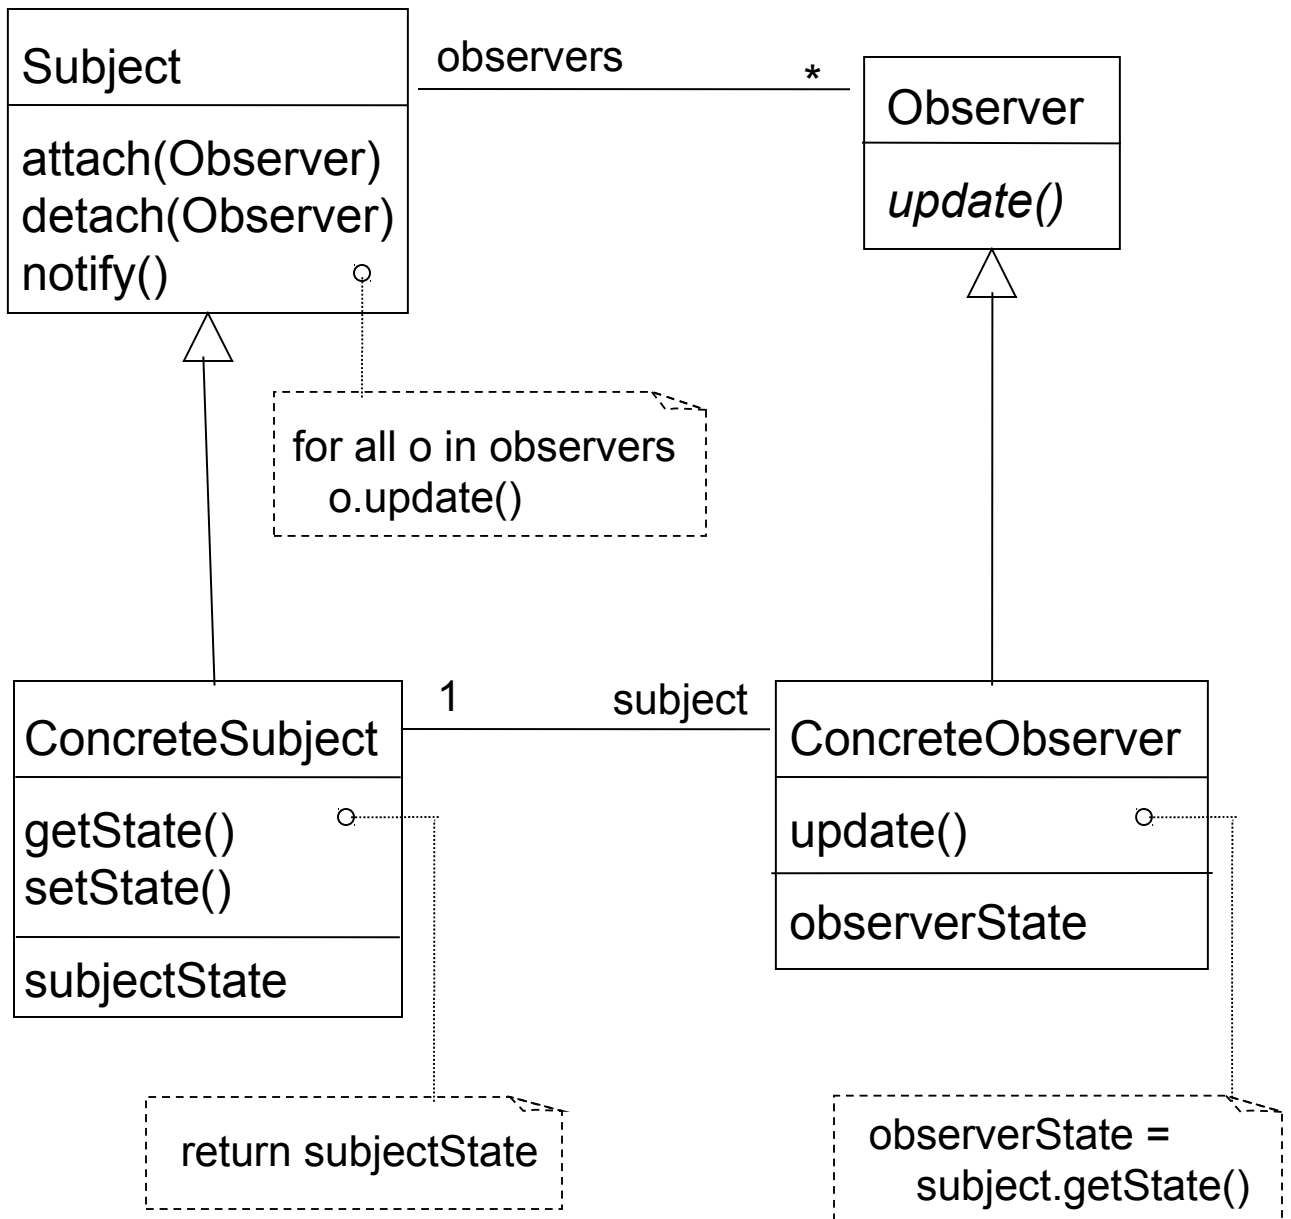 Subject
attach(Observer)
detach(Observer)
notify()
observers
*
Observer
update()
for all o in observers
o.update()
ConcreteSubject
getState()
setState()
subjectState
1
subject
ConcreteObserver
update()
observerState
return subjectState
observerState =
subject.getState()